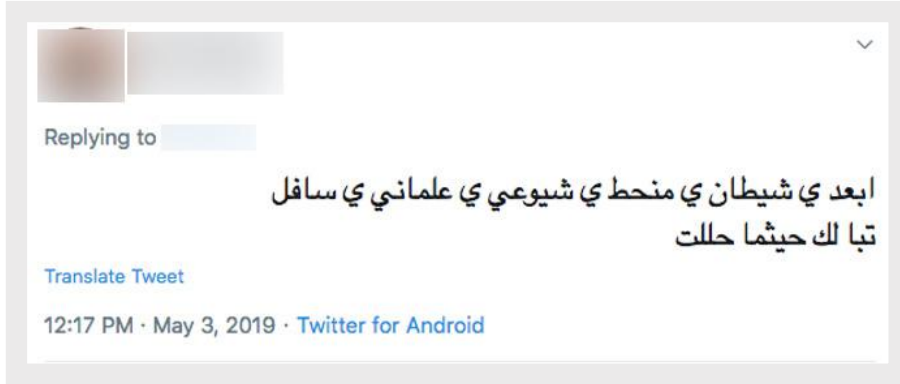 Replying to
ابعد ي شيطان ي منحط ي شيوعي ي علماني ي سافل
تبا لك حيثما حللت
Translate Tweet
12:17 PM · May 3, 2019 · Twitter for Android